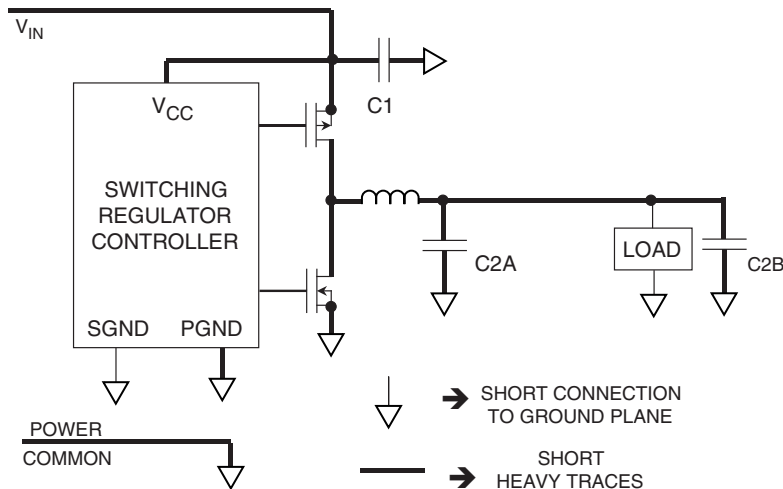 V_IN
C1
V_CC
SWITCHING
REGULATOR
CONTROLLER
LOAD
C2A
C2B
SGND PGND
SHORT CONNECTION
TO GROUND PLANE
POWER
COMMON
SHORT
HEAVY TRACES